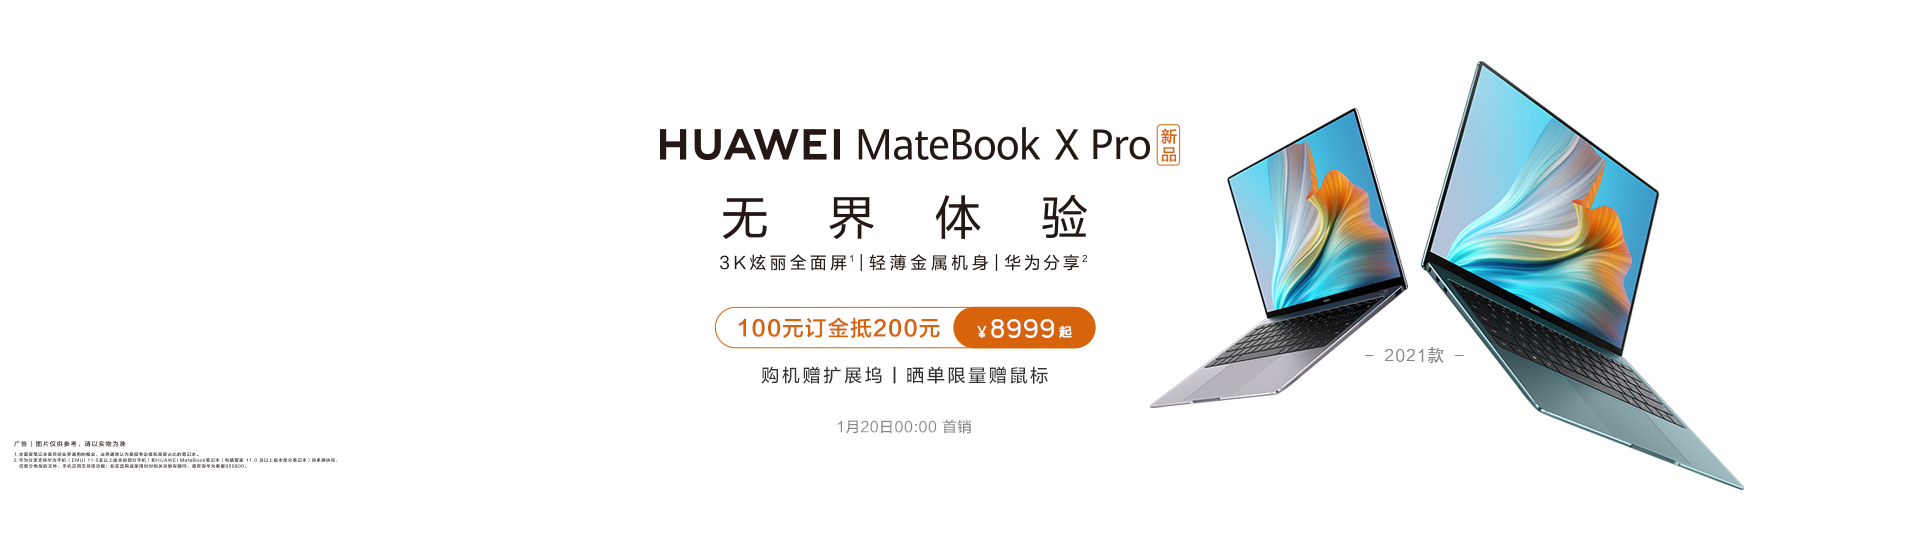 HUAWEI MateBook X Pro 新品
无界体验
3K炫丽全面屏1|轻薄金属机身|华为分享2
100元订金抵200元 ¥8999起
购机赠扩展坞 | 晒单限量赠鼠标
1月20日00:00 首销
- 2021款 -
广告 | 图片仅供参考，请以实物为准